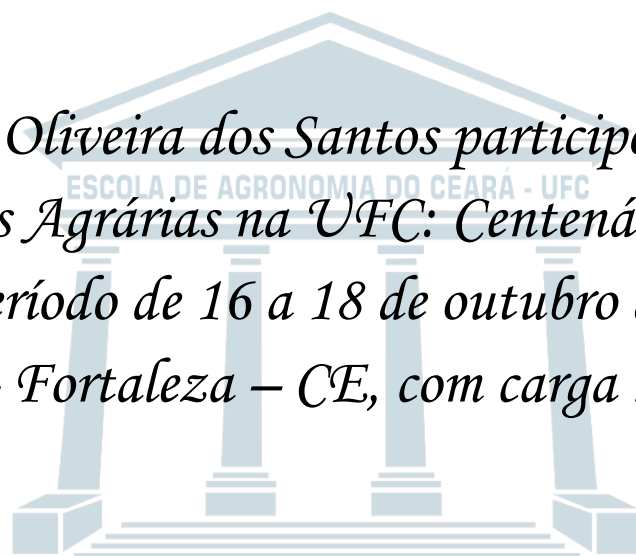 Oliveira dos Santos particip
ESCOLA DE AGRONOMIA DO CEARÁ - UFC
s Agrárias na UFC: Centená
ríodo de 16 a 18 de outubro
Fortaleza – CE, com carga